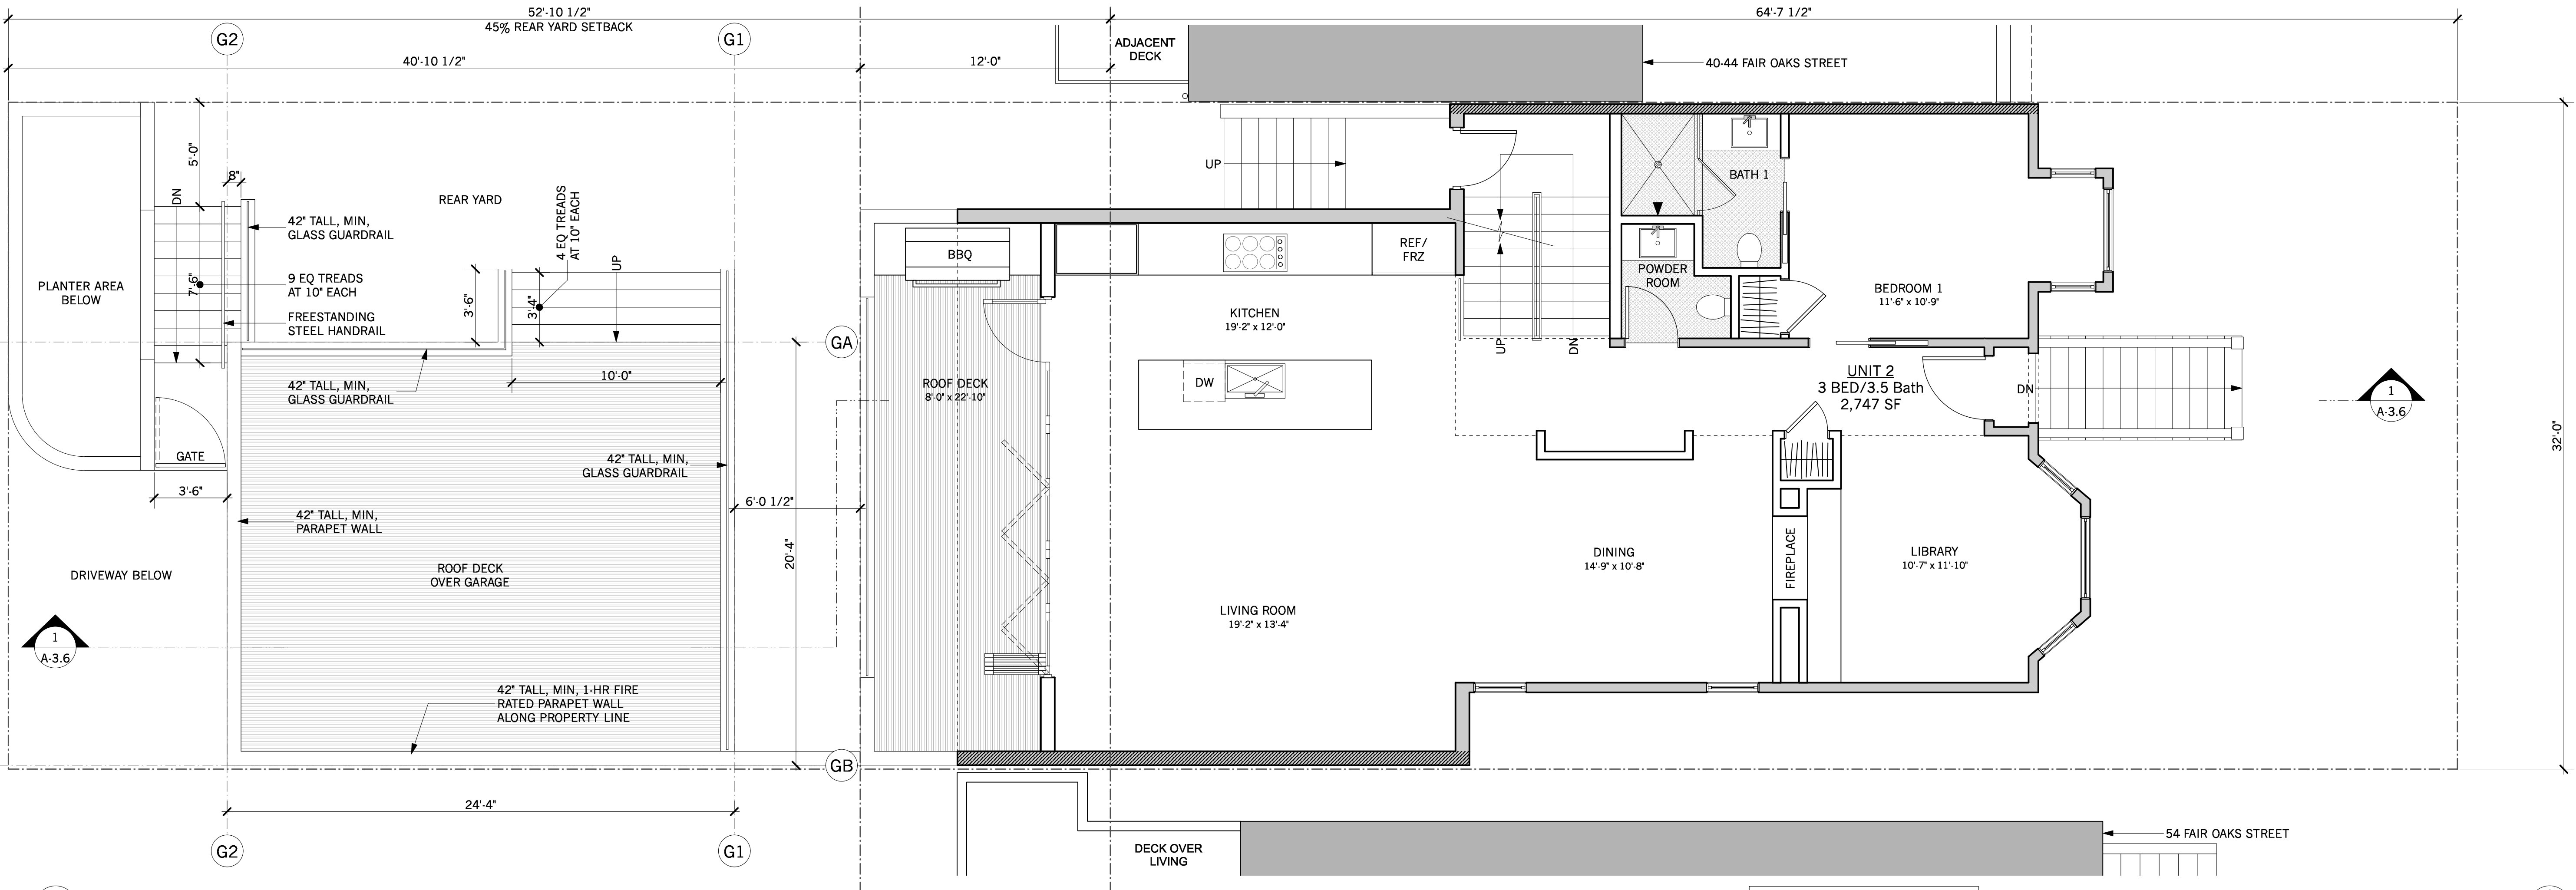 52'-10 1/2"
45% REAR YARD SETBACK
64'-7 1/2"
G2
G1
40'-10 1/2"
12'-0"
ADJACENT
DECK
40-44 FAIR OAKS STREET
5'-0"
8"
DN
7'-6"
REAR YARD
42" TALL, MIN,
GLASS GUARDRAIL
9 EQ TREADS
AT 10" EACH
FREESTANDING
STEEL HANDRAIL
PLANTER AREA
BELOW
4 EQ TREADS
AT 10" EACH
UP
3'-6"
3'-4"
GA
42" TALL, MIN,
GLASS GUARDRAIL
10'-0"
GATE
3'-6"
42" TALL, MIN,
PARAPET WALL
42" TALL, MIN,
GLASS GUARDRAIL
6'-0 1/2"
20'-4"
DRIVEWAY BELOW
ROOF DECK
OVER GARAGE
1
A-3.6
42" TALL, MIN, 1-HR FIRE
RATED PARAPET WALL
ALONG PROPERTY LINE
GB
24'-4"
G2
G1
BBQ
ROOF DECK
8'-0" x 22'-10"
UP
REF/
FRZ
KITCHEN
19'-2" x 12'-0"
DW
LIVING ROOM
19'-2" x 13'-4"
UP
DN
BATH 1
POWDER
ROOM
BEDROOM 1
11'-6" x 10'-9"
UNIT 2
3 BED/3.5 Bath
2,747 SF
DN
1
A-3.6
32'-0"
DINING
14'-9" x 10'-8"
FIREPLACE
LIBRARY
10'-7" x 11'-10"
DECK OVER
LIVING
54 FAIR OAKS STREET